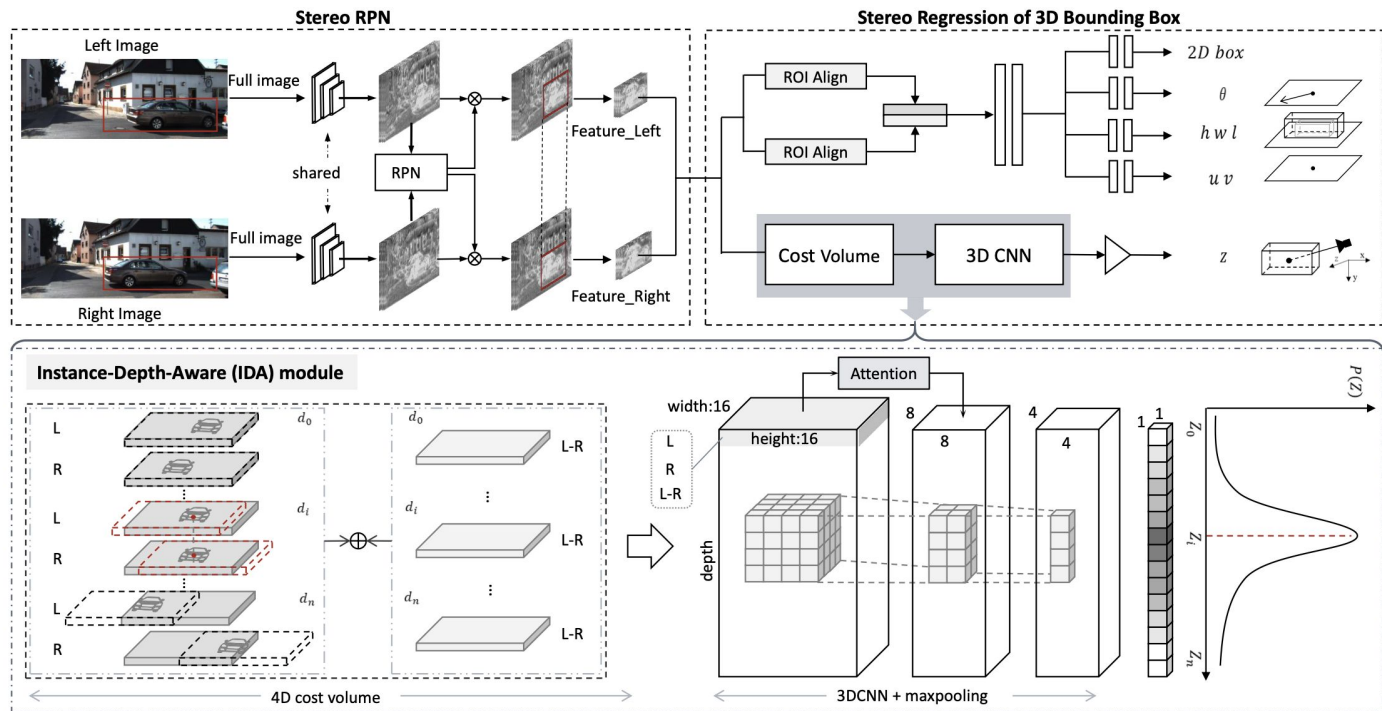 Stereo RPN
Stereo Regression of 3D Bounding Box
Left Image
Full image
shared
RPN
Feature_Left
Full image
Feature_Right
Right Image
ROI Align
ROI Align
2D box
θ
h w l
u v
Cost Volume
3D CNN
z
z
x
y
Instance-Depth-Aware (IDA) module
L
R
d₀
L
R
dᵢ
L
R
dₙ
d₀
L-R
dᵢ
L-R
dₙ
L-R
4D cost volume
Attention
width:16
height:16
L
R
L-R
depth
8
8
4
4
1
1
3DCNN + maxpooling
P(Z)
Z₀
Zᵢ
Zₙ